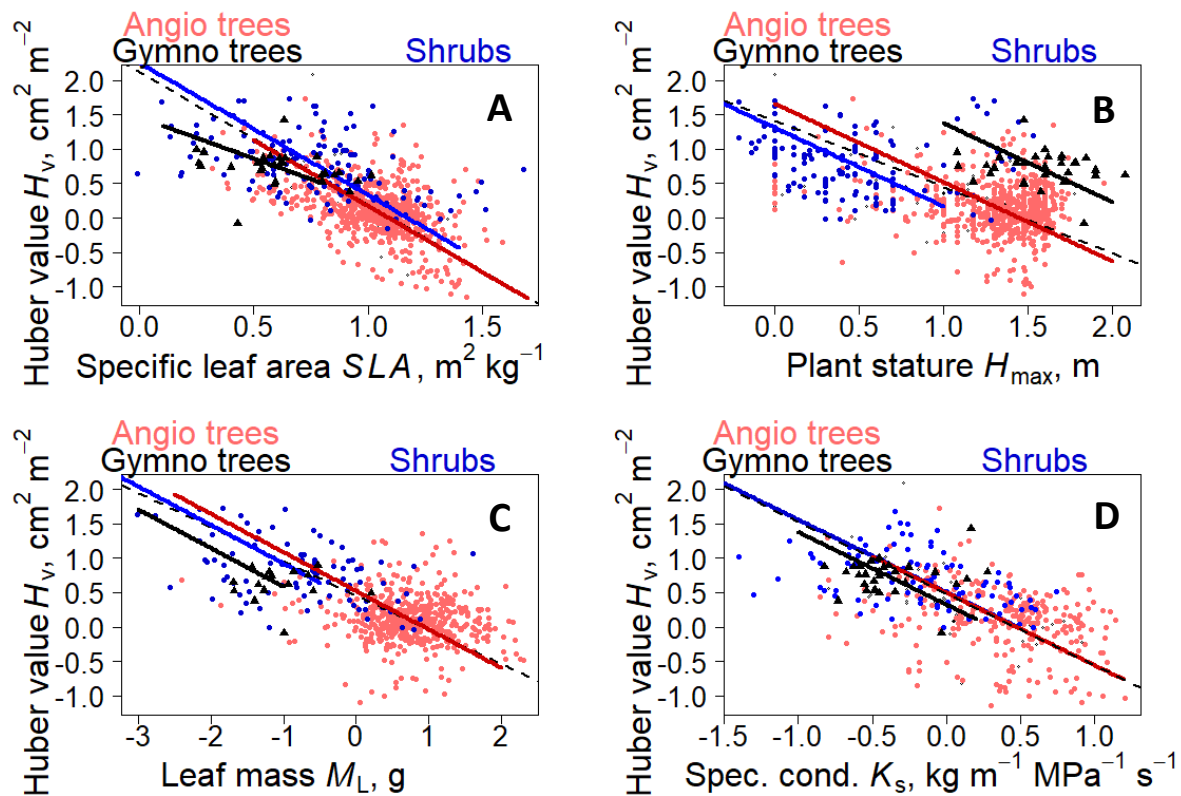 Angio trees
Gymno trees Shrubs
A
Huber value Hv, cm² m⁻²
2.0
1.5
1.0
0.5
0.0
-0.5
-1.0
0.0 0.5 1.0 1.5
Specific leaf area SLA, m² kg⁻¹
Angio trees
Gymno trees Shrubs
B
Huber value Hv, cm² m⁻²
2.0
1.5
1.0
0.5
0.0
-0.5
-1.0
0.0 0.5 1.0 1.5 2.0
Plant stature Hmax, m
Angio trees
Gymno trees Shrubs
C
Huber value Hv, cm² m⁻²
2.0
1.5
1.0
0.5
0.0
-0.5
-1.0
-3 -2 -1 0 1 2
Leaf mass ML, g
Angio trees
Gymno trees Shrubs
D
Huber value Hv, cm² m⁻²
2.0
1.5
1.0
0.5
0.0
-0.5
-1.0
-1.5 -1.0 -0.5 0.0 0.5 1.0
Spec. cond. Ks, kg m⁻¹ MPa⁻¹ s⁻¹